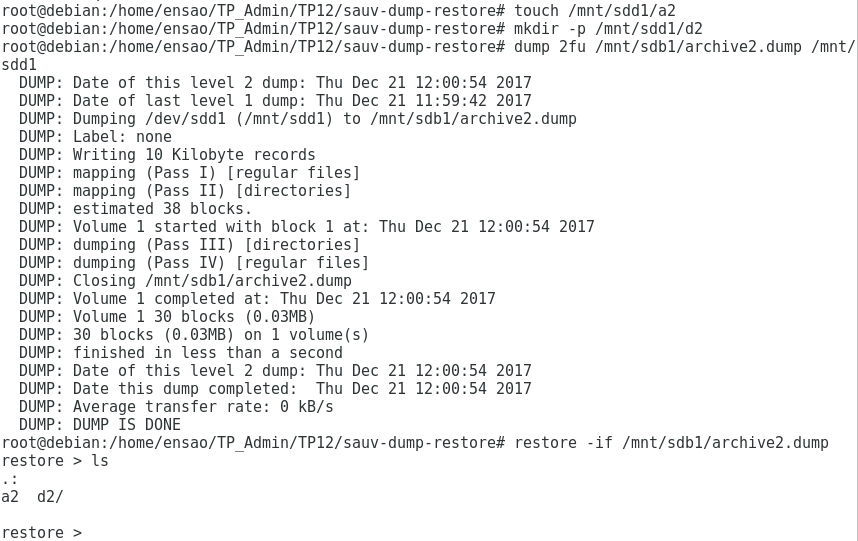 root@debian:/home/ensao/TP_Admin/TP12/sauv-dump-restore# touch /mnt/sdd1/a2
root@debian:/home/ensao/TP_Admin/TP12/sauv-dump-restore# mkdir -p /mnt/sdd1/d2
root@debian:/home/ensao/TP_Admin/TP12/sauv-dump-restore# dump 2fu /mnt/sdb1/archive2.dump /mnt/
sdd1
  DUMP: Date of this level 2 dump: Thu Dec 21 12:00:54 2017
  DUMP: Date of last level 1 dump: Thu Dec 21 11:59:42 2017
  DUMP: Dumping /dev/sdd1 (/mnt/sdd1) to /mnt/sdb1/archive2.dump
  DUMP: Label: none
  DUMP: Writing 10 Kilobyte records
  DUMP: mapping (Pass I) [regular files]
  DUMP: mapping (Pass II) [directories]
  DUMP: estimated 38 blocks.
  DUMP: Volume 1 started with block 1 at: Thu Dec 21 12:00:54 2017
  DUMP: dumping (Pass III) [directories]
  DUMP: dumping (Pass IV) [regular files]
  DUMP: Closing /mnt/sdb1/archive2.dump
  DUMP: Volume 1 completed at: Thu Dec 21 12:00:54 2017
  DUMP: Volume 1 30 blocks (0.03MB)
  DUMP: 30 blocks (0.03MB) on 1 volume(s)
  DUMP: finished in less than a second
  DUMP: Date of this level 2 dump: Thu Dec 21 12:00:54 2017
  DUMP: Date this dump completed:  Thu Dec 21 12:00:54 2017
  DUMP: Average transfer rate: 0 kB/s
  DUMP: DUMP IS DONE
root@debian:/home/ensao/TP_Admin/TP12/sauv-dump-restore# restore -if /mnt/sdb1/archive2.dump
restore > ls
.:
a2  d2/

restore >